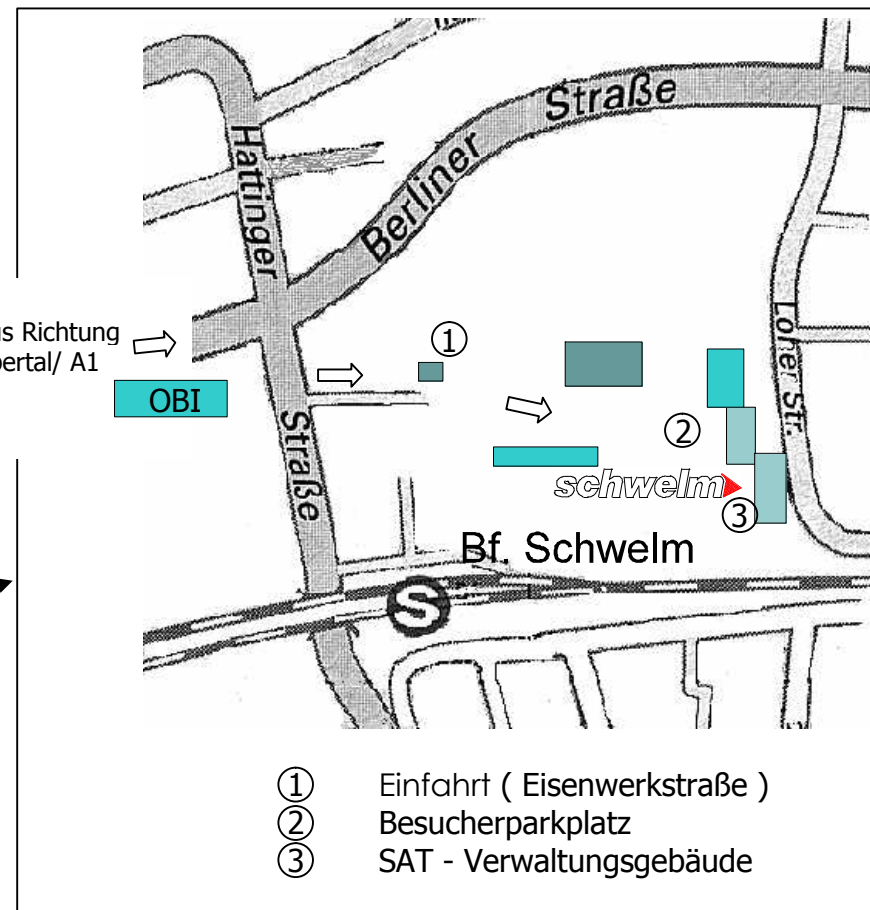 Berliner Straße
Hattinger Straße
Richtung
A1
OBI
1
Loher Str.
2
schwelm
3
Bf. Schwelm
S
1 Einfahrt ( Eisenwerkstraße )
2 Besucherparkplatz
3 SAT - Verwaltungsgebäude